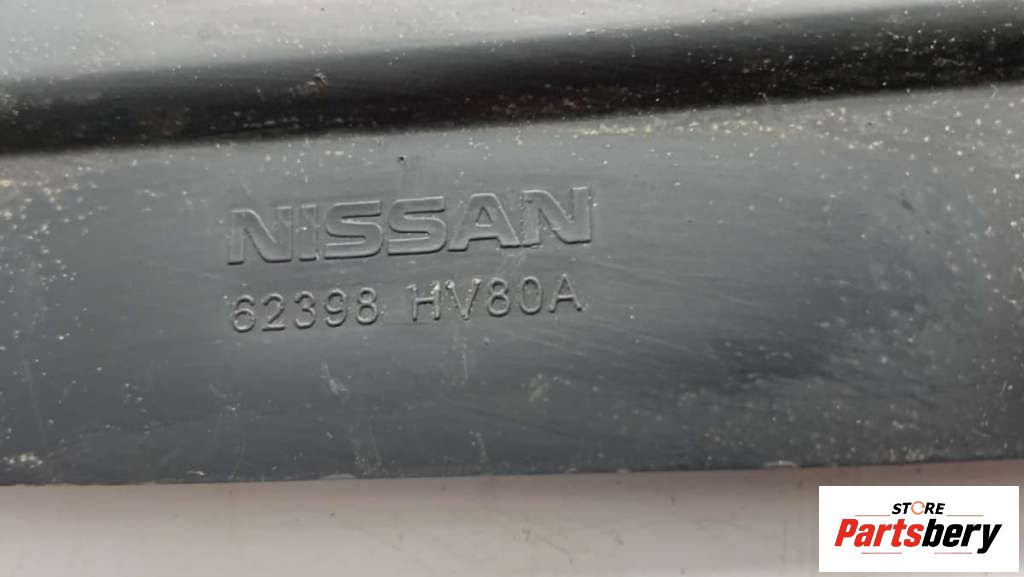 NISSAN
62398 HV80A
STORE
Partsbery